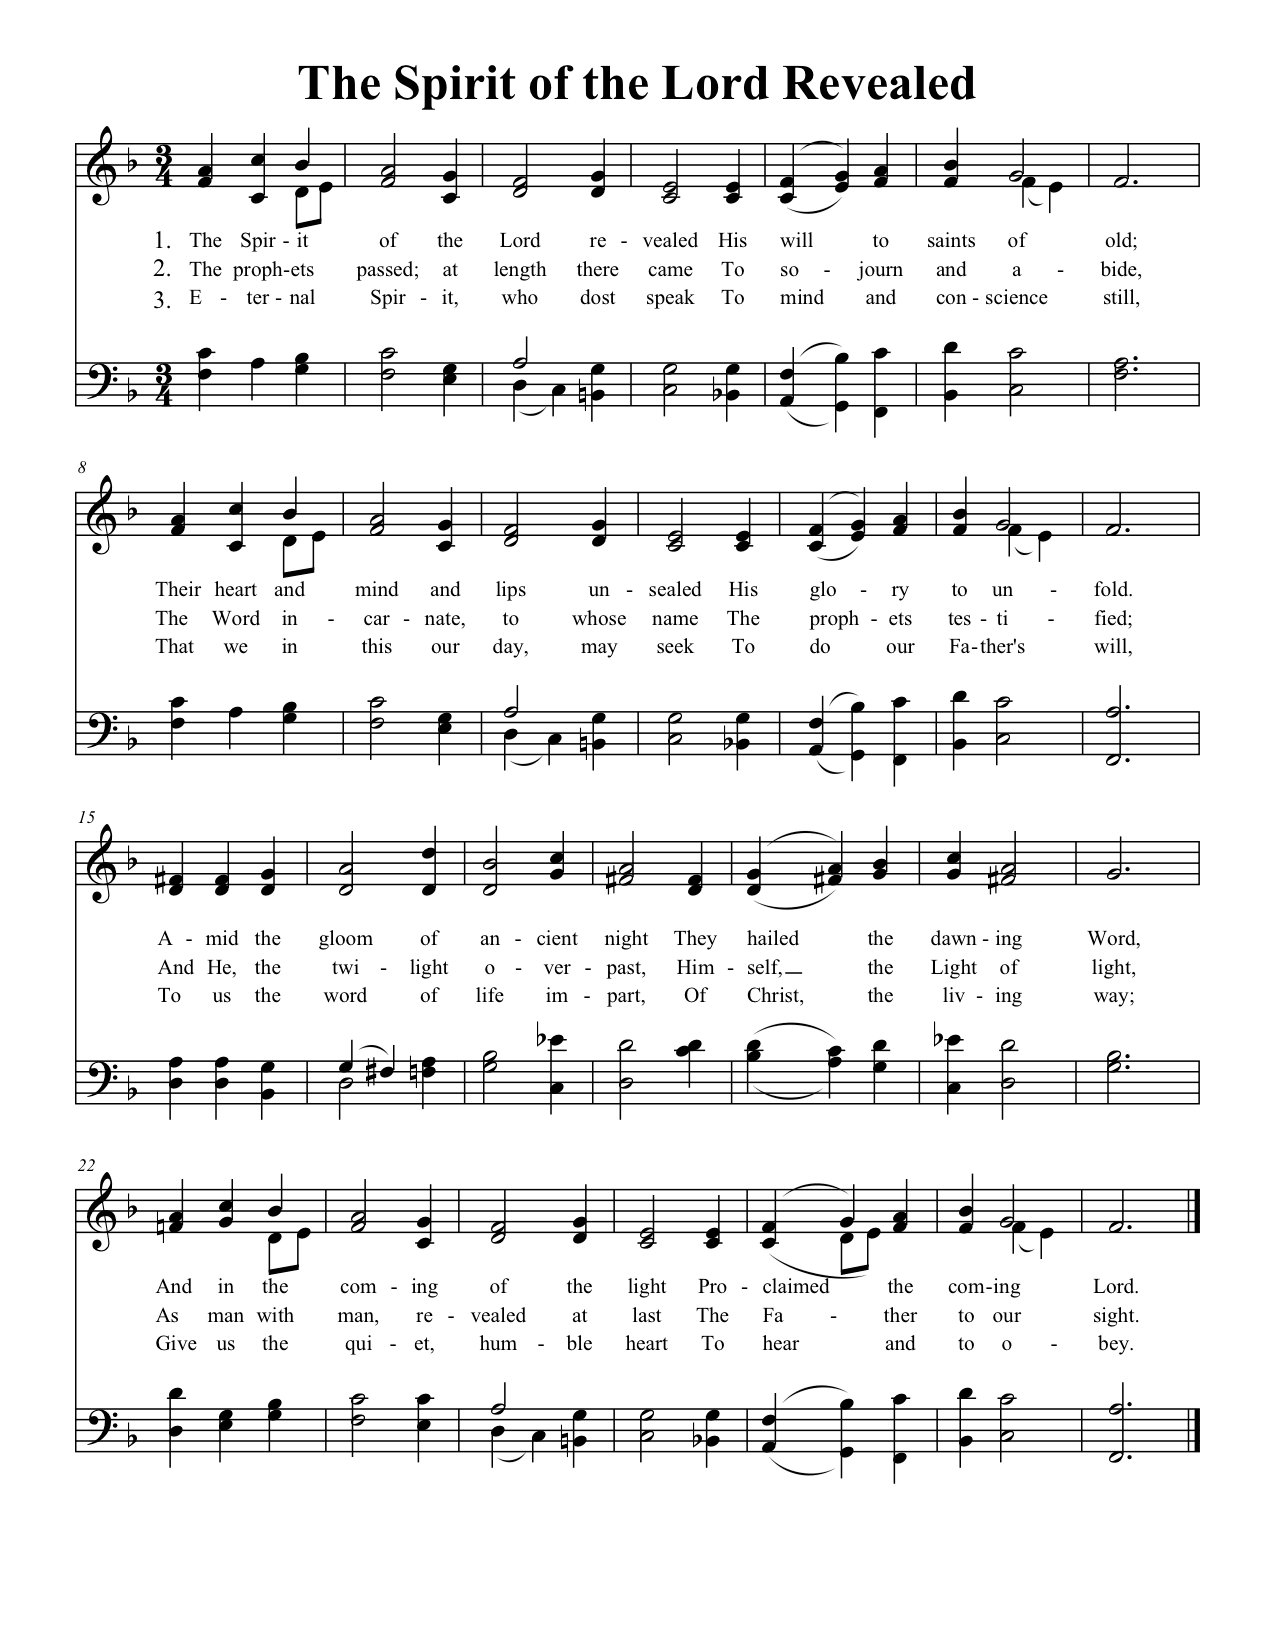 The Spirit of the Lord Revealed
3
4
1. The Spir - it of the Lord re - vealed His will to saints of old;
2. The proph-ets passed; at length there came To so - journ and a - bide,
3. E - ter - nal Spir - it, who dost speak To mind and con - science still,
3
4
8
Their heart and mind and lips un - sealed His glo - ry to un - fold.
The Word in - car - nate, to whose name The proph - ets tes - ti - fied;
That we in this our day, may seek To do our Fa-ther's will,
15
A - mid the gloom of an - cient night They hailed the dawn - ing Word,
And He, the twi - light o - ver - past, Him - self, the Light of light,
To us the word of life im - part, Of Christ, the liv - ing way;
22
And in the com - ing of the light Pro - claimed the com-ing Lord.
As man with man, re - vealed at last The Fa - ther to our sight.
Give us the qui - et, hum - ble heart To hear and to o - bey.